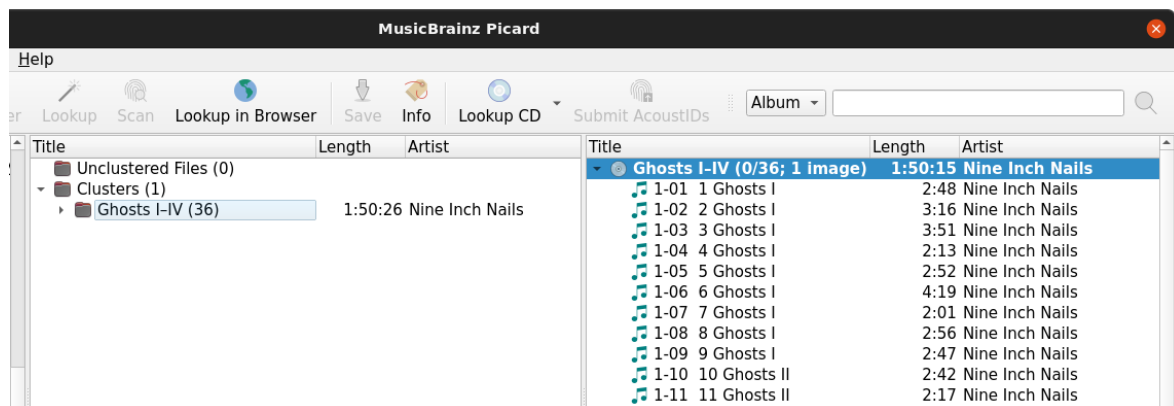 MusicBrainz Picard
Help
er Lookup Scan Lookup in Browser Save Info Lookup CD Submit AcoustIDs Album
Title Length Artist
Unclustered Files (0)
Clusters (1)
Ghosts I–IV (36) 1:50:26 Nine Inch Nails
Title Length Artist
Ghosts I–IV (0/36; 1 image) 1:50:15 Nine Inch Nails
1-01 1 Ghosts I 2:48 Nine Inch Nails
1-02 2 Ghosts I 3:16 Nine Inch Nails
1-03 3 Ghosts I 3:51 Nine Inch Nails
1-04 4 Ghosts I 2:13 Nine Inch Nails
1-05 5 Ghosts I 2:52 Nine Inch Nails
1-06 6 Ghosts I 4:19 Nine Inch Nails
1-07 7 Ghosts I 2:01 Nine Inch Nails
1-08 8 Ghosts I 2:56 Nine Inch Nails
1-09 9 Ghosts I 2:47 Nine Inch Nails
1-10 10 Ghosts II 2:42 Nine Inch Nails
1-11 11 Ghosts II 2:17 Nine Inch Nails